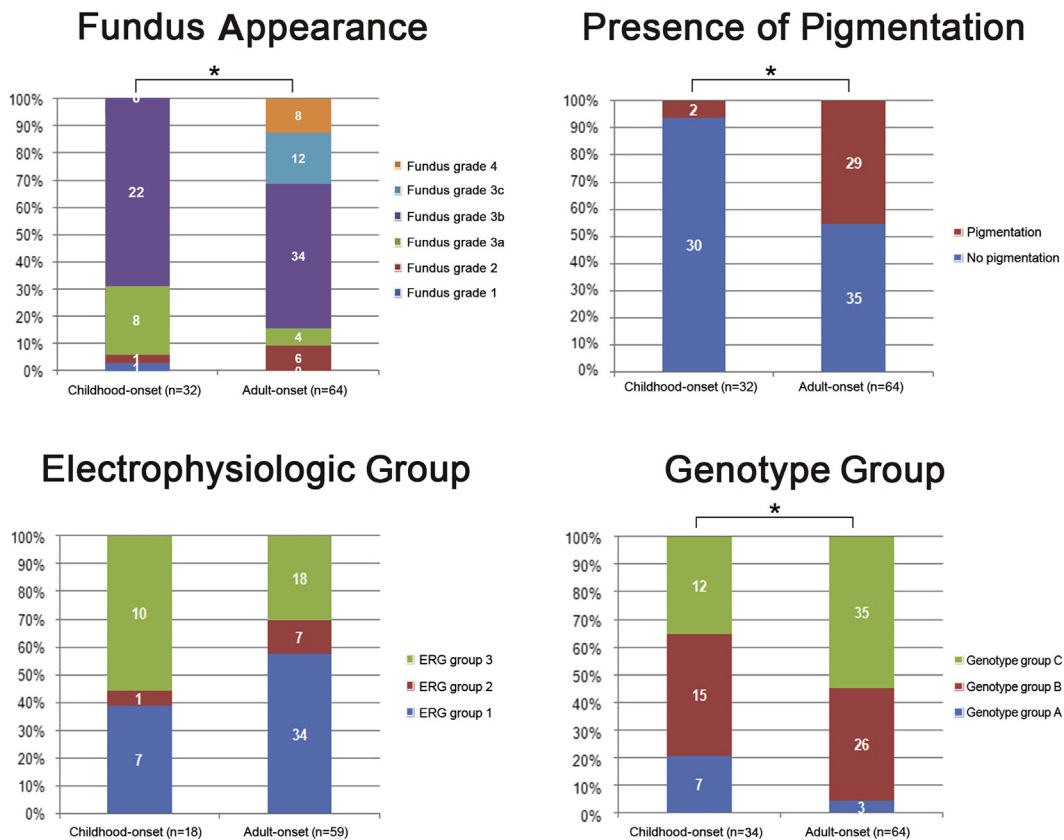 Fundus Appearance
*
100%
90%
80%
70%
60%
50%
40%
30%
20%
10%
0%
0
22
8
1
1
8
12
34
4
6
0
Childhood-onset (n=32)
Adult-onset (n=64)
Fundus grade 4
Fundus grade 3c
Fundus grade 3b
Fundus grade 3a
Fundus grade 2
Fundus grade 1
Presence of Pigmentation
*
100%
90%
80%
70%
60%
50%
40%
30%
20%
10%
0%
2
30
29
35
Childhood-onset (n=32)
Adult-onset (n=64)
Pigmentation
No pigmentation
Electrophysiologic Group
100%
90%
80%
70%
60%
50%
40%
30%
20%
10%
0%
10
1
7
18
7
34
Childhood-onset (n=18)
Adult-onset (n=59)
ERG group 3
ERG group 2
ERG group 1
Genotype Group
*
100%
90%
80%
70%
60%
50%
40%
30%
20%
10%
0%
12
15
7
35
26
3
Childhood-onset (n=34)
Adult-onset (n=64)
Genotype group C
Genotype group B
Genotype group A